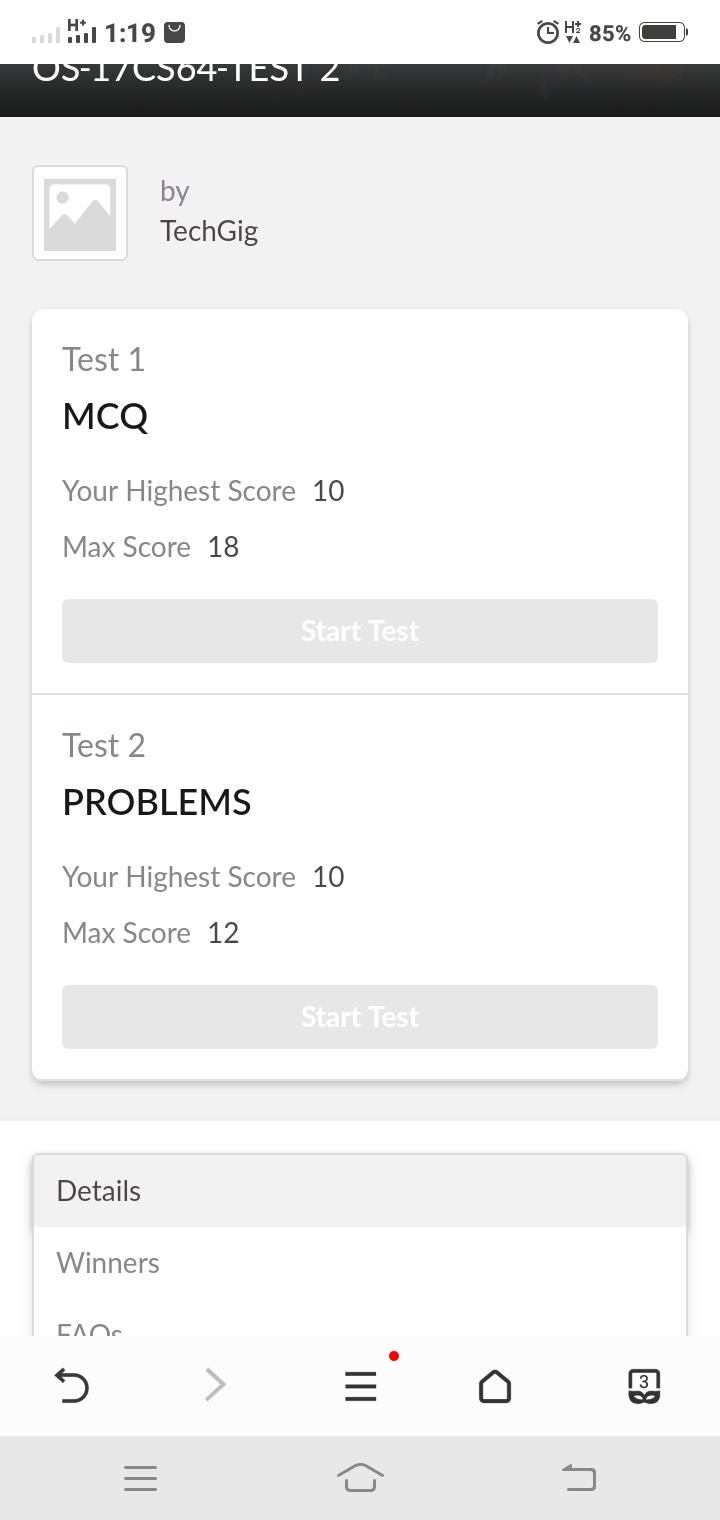 H+ 1:19 85%
OS-17CS64-TEST 2
by
TechGig
Test 1
MCQ
Your Highest Score 10
Max Score 18
Start Test
Test 2
PROBLEMS
Your Highest Score 10
Max Score 12
Start Test
Details
Winners
FAQs
3